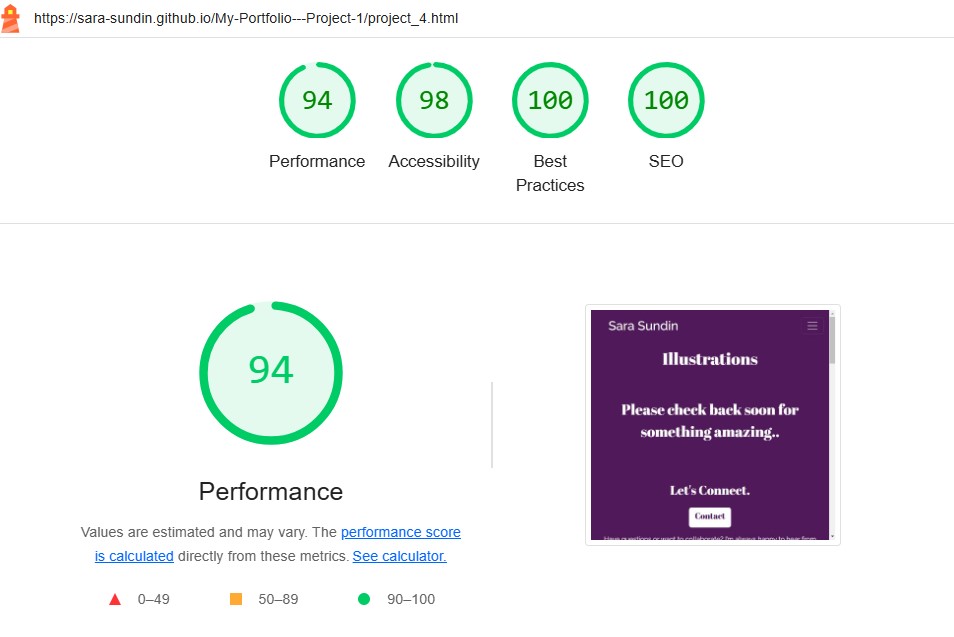 https://sara-sundin.github.io/My-Portfolio---Project-1/project_4.html
94
98
100
100
Performance
Accessibility
Best
Practices
SEO
94
Performance
Values are estimated and may vary. The performance score
is calculated directly from these metrics. See calculator.
0–49
50–89
90–100
Sara Sundin
Illustrations
Please check back soon for
something amazing..
Let's Connect.
Contact
Have questions or want to collaborate? I'm always happy to hear from